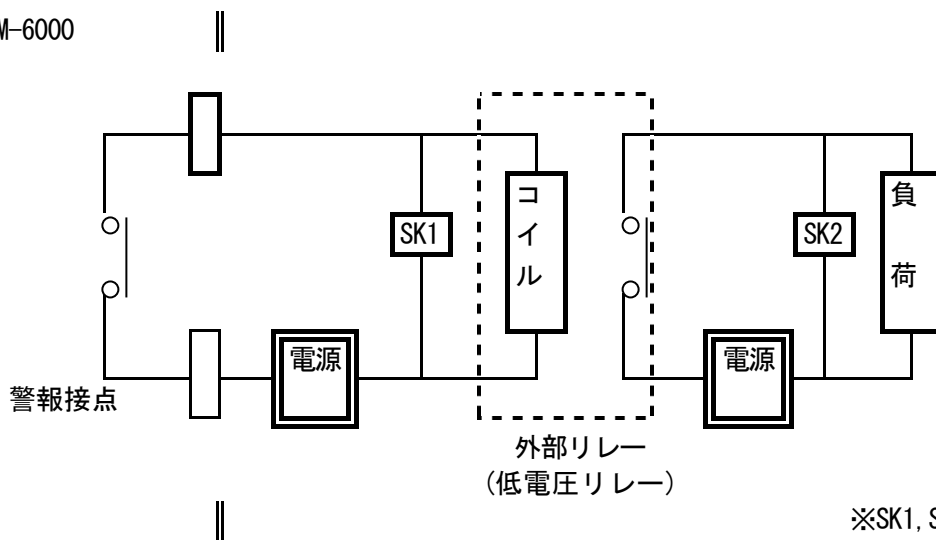 M-6000
コイル
負荷
SK1
SK2
電源
電源
警報接点
外部リレー
(低電圧リレー)
※SK1, S